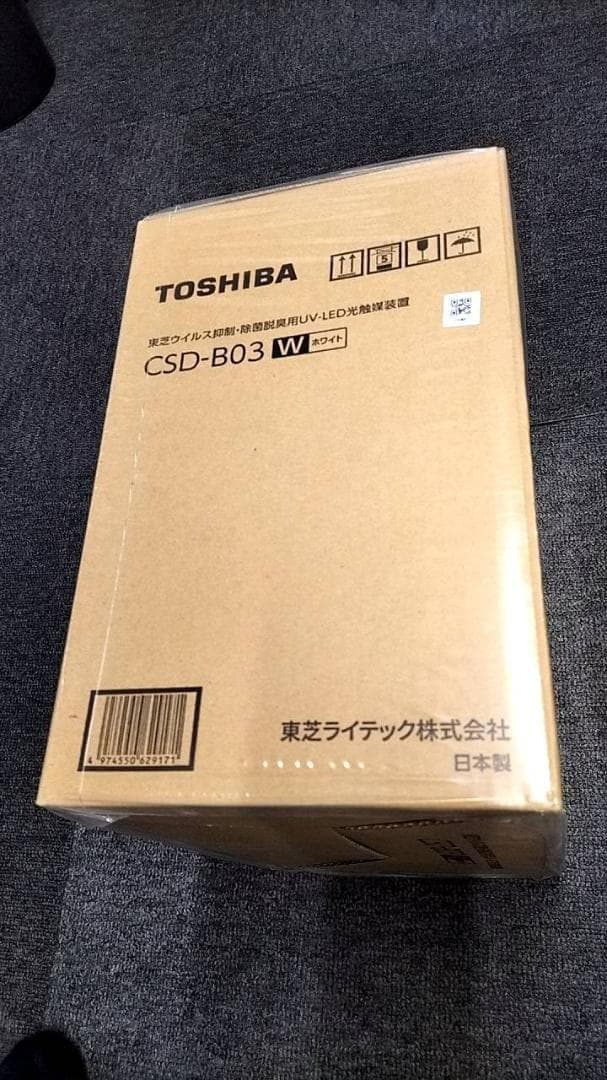 TOSHIBA
5
東芝ウイルス抑制・除菌脱臭用UV-LED光触媒装置
CSD-B03 W ホワイト
4 974550 629171
東芝ライテック株式会社
日本製